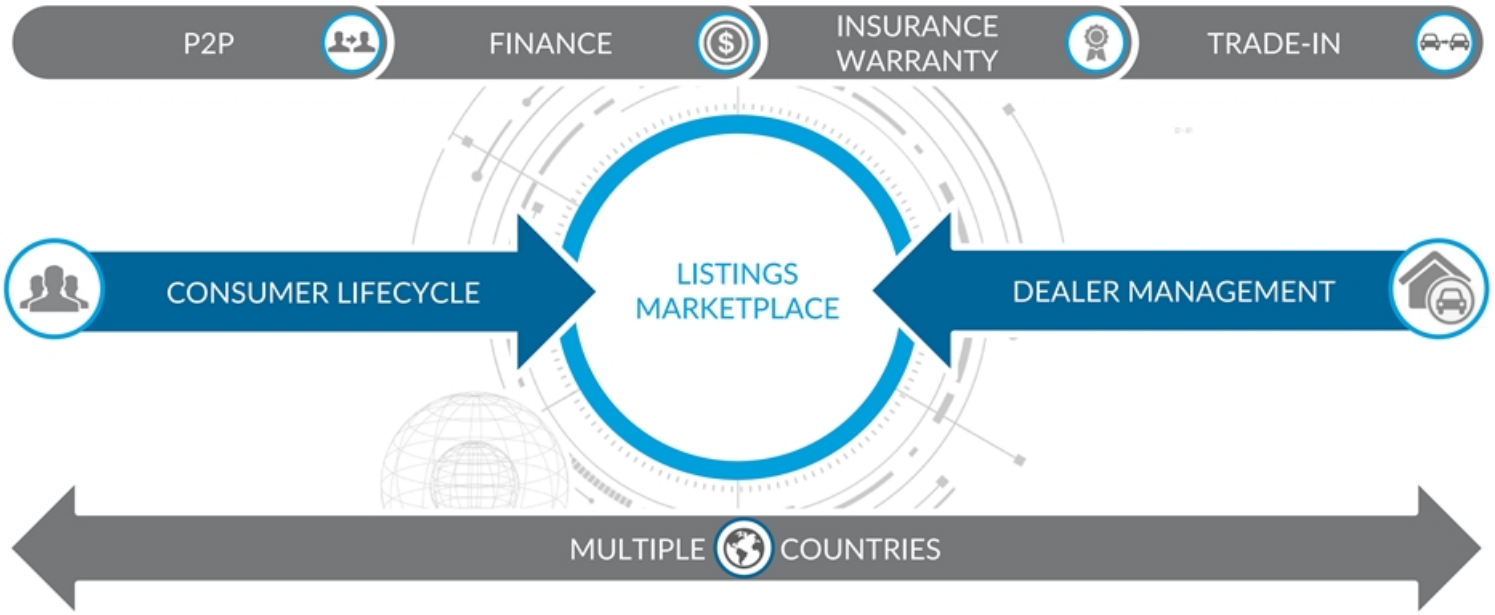 P2P
FINANCE
INSURANCE
WARRANTY
TRADE-IN
CONSUMER LIFECYCLE
LISTINGS
MARKETPLACE
DEALER MANAGEMENT
MULTIPLE COUNTRIES